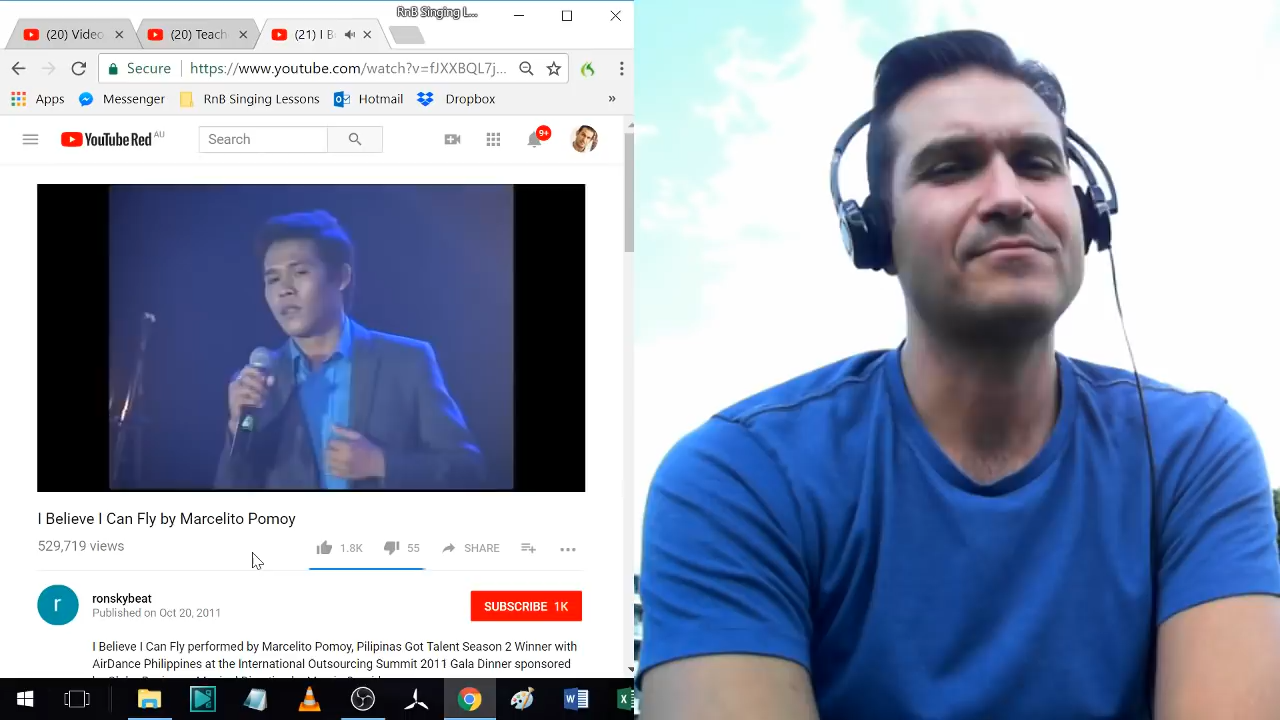 RnB Singing L...
(20) Video
(20) Teach
(21) I B
Secure
https://www.youtube.com/watch?v=fJXXBQL7j...
Apps
Messenger
RnB Singing Lessons
Hotmail
Dropbox
»
YouTube Red AU
Search
9+
I Believe I Can Fly by Marcelito Pomoy
529,719 views
1.8K
55
SHARE
r
ronskybeat
Published on Oct 20, 2011
SUBSCRIBE 1K
I Believe I Can Fly performed by Marcelito Pomoy, Pilipinas Got Talent Season 2 Winner with
AirDance Philippines at the International Outsourcing Summit 2011 Gala Dinner sponsored